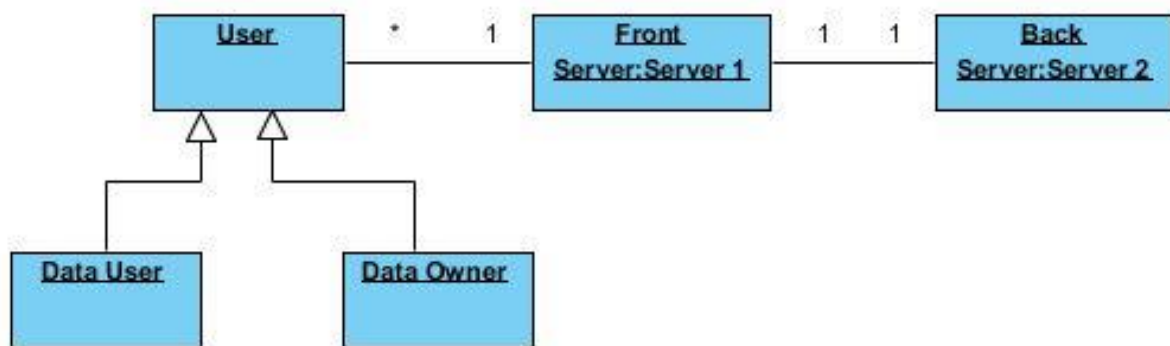 User
*
1
Front
Server:Server 1
1
1
Back
Server:Server 2
Data User
Data Owner